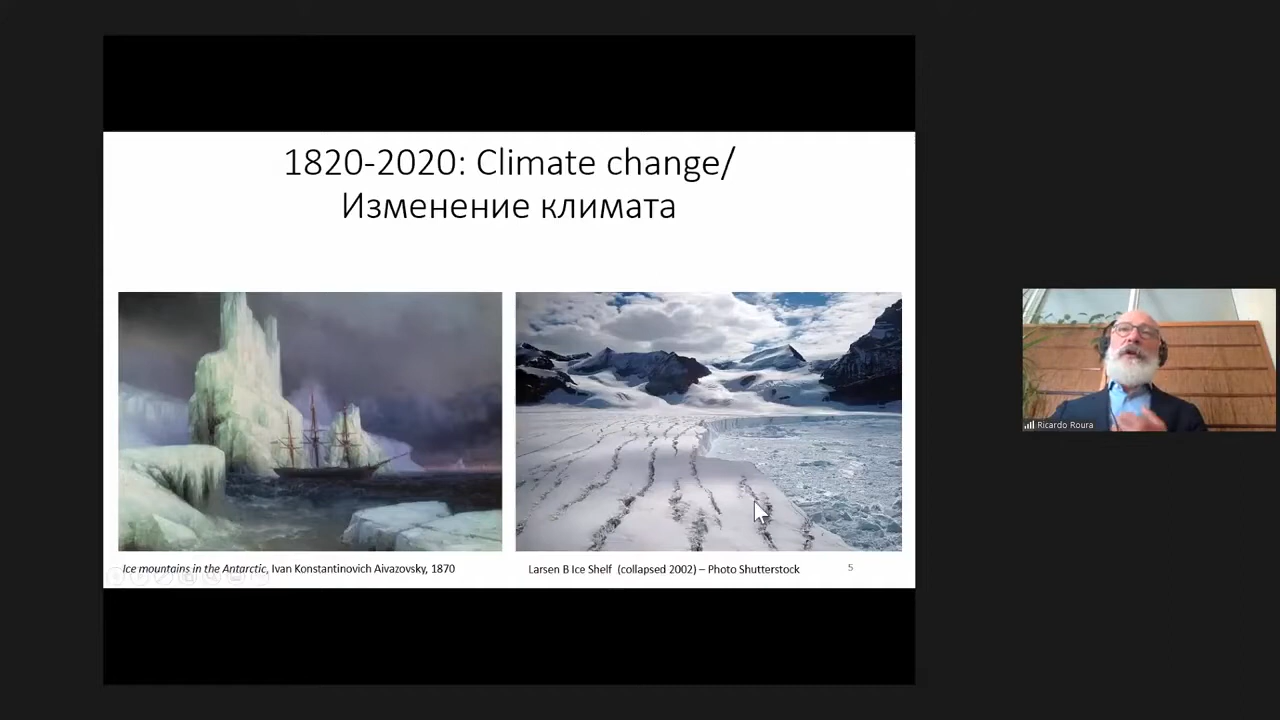 1820-2020: Climate change/
Изменение климата
Ice mountains in the Antarctic, Ivan Konstantinovich Aivazovsky, 1870
Larsen B Ice Shelf (collapsed 2002) – Photo Shutterstock
5
Ricardo Roura